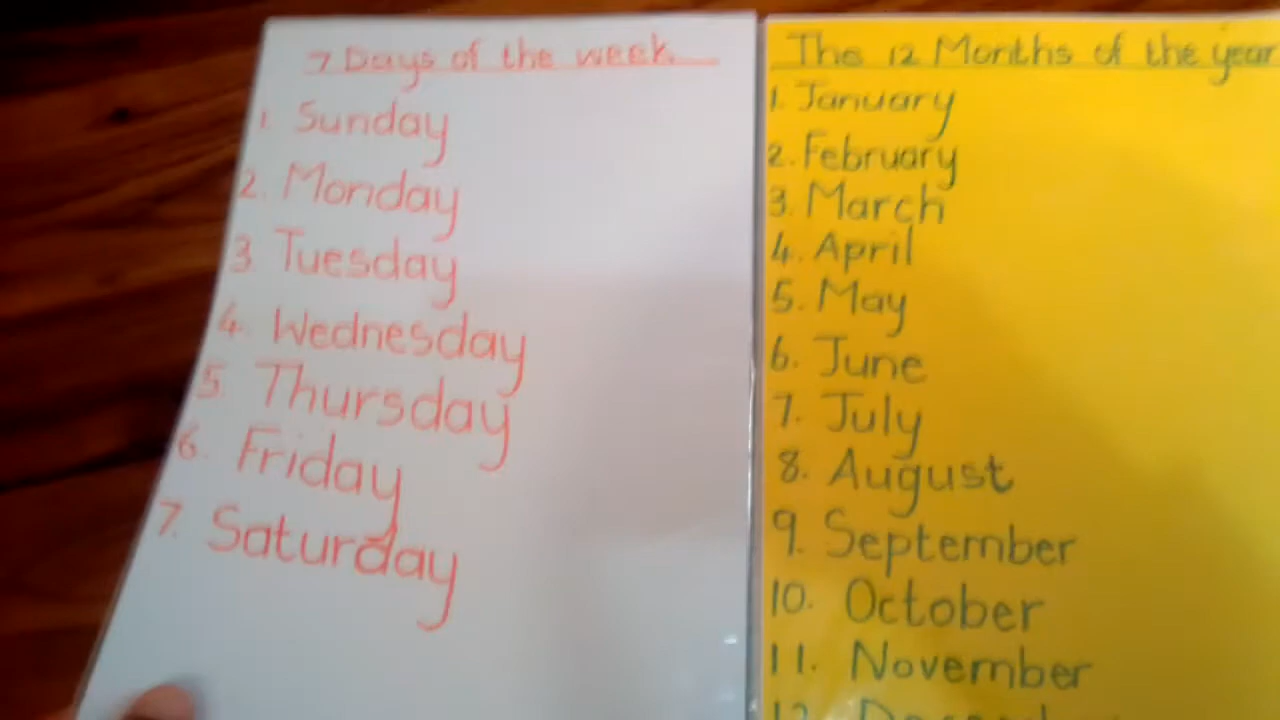 7 Days of the week
1. Sunday
2. Monday
3. Tuesday
4. Wednesday
5 Thursday
6. Friday
7. Saturday
The 12 Months of the year
1. January
2. February
3. March
4. April
5. May
6. June
7. July
8. August
9. September
10. October
11. November
12.